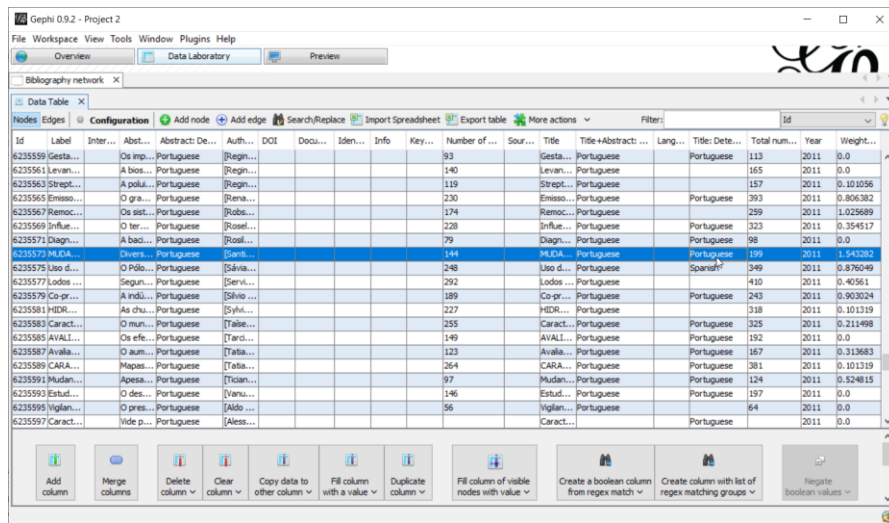 Gephi 0.9.2 - Project 2
File Workspace View Tools Window Plugins Help
Overview Data Laboratory Preview
Bibliography network
Data Table
Nodes Edges Configuration Add node Add edge Search/Replace Import Spreadsheet Export table More actions Filter: Id
Id Label Inter... Abst... Abstract: De... Auth... DOI Docu... Iden... Info Key... Number of ... Sour... Title Title+Abstract: ... Lang... Title: Dete... Total num... Year Weight...
6235559 Gesta... Os imp... Portuguese [Regin... 93 Gesta... Portuguese Portuguese 113 2011 0.0
6235561 Levan... A bios... Portuguese [Regin... 140 Levan... Portuguese 165 2011 0.0
6235563 Strept... A polui... Portuguese [Regin... 119 Strept... Portuguese 157 2011 0.101056
6235565 Emisso... O gra... Portuguese [Rena... 230 Emisso... Portuguese Portuguese 393 2011 0.806382
6235567 Remoc... Os sist... Portuguese [Robs... 174 Remoc... Portuguese 259 2011 1.025689
6235569 Influe... O ter... Portuguese [Rosel... 228 Influe... Portuguese Portuguese 323 2011 0.354517
6235571 Diagn... A baci... Portuguese [Rosil... 79 Diagn... Portuguese Portuguese 98 2011 0.0
6235573 MUDA... Divers... Portuguese [Santi... 144 MUDA... Portuguese Portuguese 199 2011 1.543282
6235575 Uso d... O Pólo... Portuguese [Sávia... 248 Uso d... Portuguese Spanish 349 2011 0.876049
6235577 Lodos ... Segun... Portuguese [Servi... 292 Lodos ... Portuguese 410 2011 0.40561
6235579 Co-pr... A indú... Portuguese [Silvio ... 189 Co-pr... Portuguese Portuguese 243 2011 0.903024
6235581 HIDR... As chu... Portuguese [Sylvi... 227 HIDR... Portuguese 318 2011 0.101319
6235583 Caract... O mun... Portuguese [Taíse... 255 Caract... Portuguese Portuguese 325 2011 0.211498
6235585 AVALI... Os efe... Portuguese [Tarci... 149 AVALI... Portuguese Portuguese 192 2011 0.0
6235587 Avalia... O aum... Portuguese [Tatia... 123 Avalia... Portuguese Portuguese 167 2011 0.313683
6235589 CARA... Mapas... Portuguese [Tatia... 264 CARA... Portuguese Portuguese 381 2011 0.101319
6235591 Mudan... Apesa... Portuguese [Tician... 97 Mudan... Portuguese Portuguese 124 2011 0.524815
6235593 Estud... O des... Portuguese [Vanu... 146 Estud... Portuguese Portuguese 197 2011 0.0
6235595 Vigilan... O pres... Portuguese [Aldo ... 56 Vigilan... Portuguese 64 2011 0.0
6235597 Caract... Vide p... Portuguese [Aless... Caract... Portuguese 2011 0.0
Add column Merge columns Delete column Clear column Copy data to other column Fill column with a value Duplicate column Fill column of visible nodes with value Create a boolean column from regex match Create column with list of regex matching groups Negate boolean values